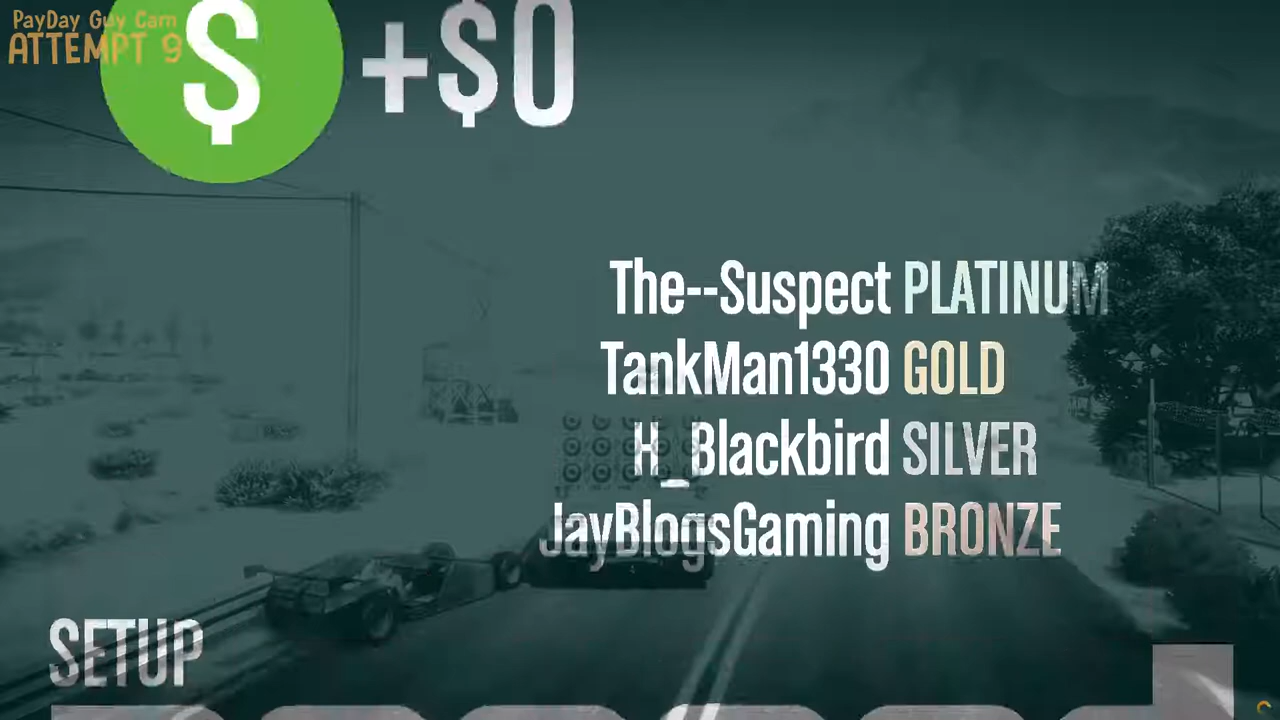 PayDay Guy Cam
ATTEMPT 9
$ +$0
The--Suspect PLATINUM
TankMan1330 GOLD
H_Blackbird SILVER
JayBlogsGaming BRONZE
SETUP